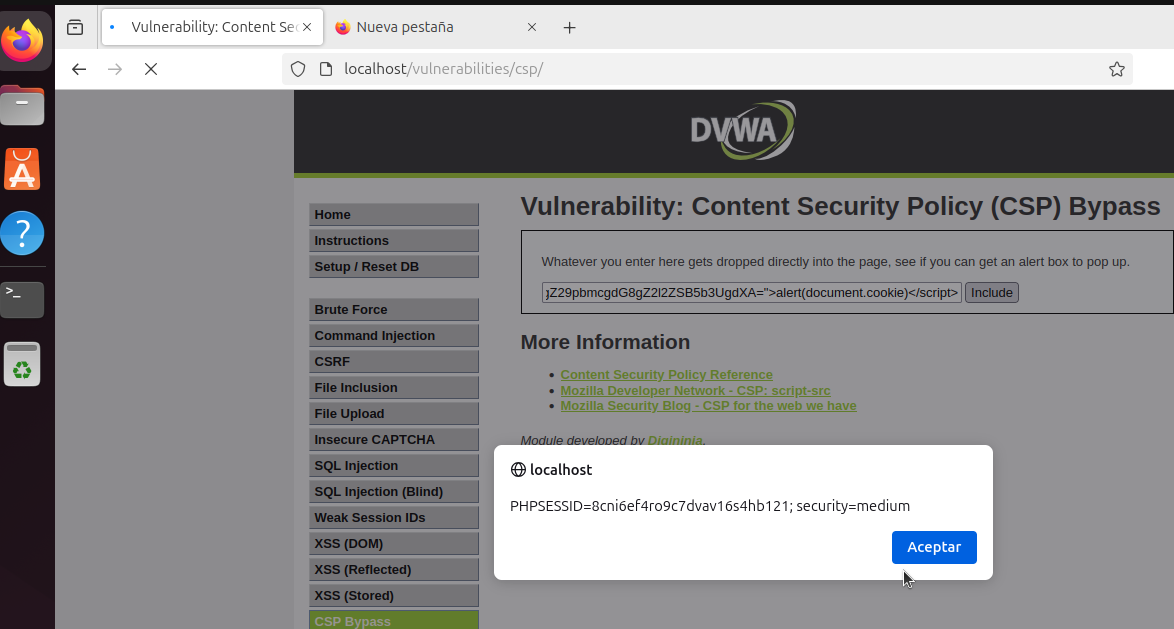 Vulnerability: Content Sec
Nueva pestaña
localhost/vulnerabilities/csp/
DVWA
Home
Instructions
Setup / Reset DB
Brute Force
Command Injection
CSRF
File Inclusion
File Upload
Insecure CAPTCHA
SQL Injection
SQL Injection (Blind)
Weak Session IDs
XSS (DOM)
XSS (Reflected)
XSS (Stored)
CSP Bypass
Vulnerability: Content Security Policy (CSP) Bypass
Whatever you enter here gets dropped directly into the page, see if you can get an alert box to pop up.
gZ29pbmcgdG8gZ2l2ZSB5b3UgdXA=">alert(document.cookie)</script> Include
More Information
Content Security Policy Reference
Mozilla Developer Network - CSP: script-src
Mozilla Security Blog - CSP for the web we have
Module developed by Digininja.
localhost
PHPSESSID=8cni6ef4ro9c7dvav16s4hb121; security=medium
Aceptar